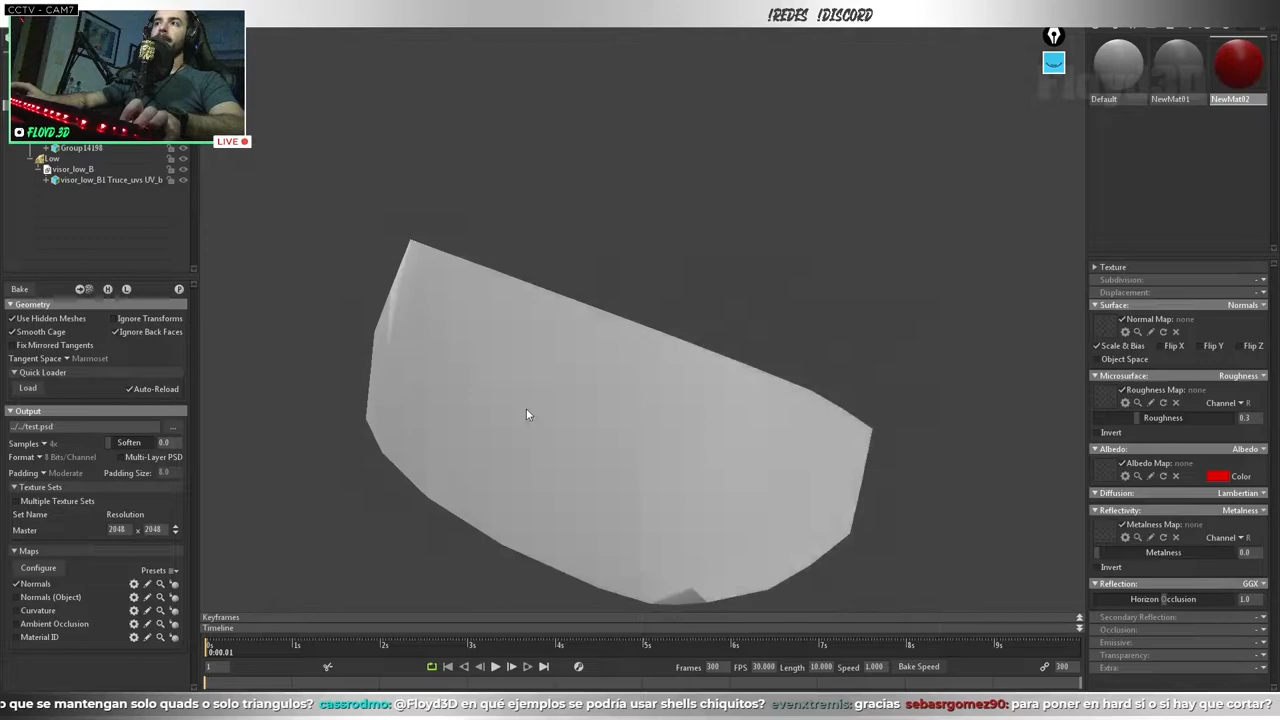 CCTV - CAM7
!REDES !DISCORD
FLOYD.3D
LIVE
Floyd 3D
Default
NewMat01
NewMat02
Group14198
Low
visor_low_B
visor_low_B1 Truce_uvs UV_b
Bake
H
L
P
Geometry
Use Hidden Meshes
Ignore Transforms
Smooth Cage
Ignore Back Faces
Fix Mirrored Tangents
Tangent Space Marmoset
Quick Loader
Load
Auto-Reload
Output
../../test.psd
...
Samples 4x
Soften 0.0
Format 8 Bits/Channel
Multi-Layer PSD
Padding Moderate
Padding Size: 8.0
Texture Sets
Multiple Texture Sets
Set Name
Resolution
Master
2048 x 2048
Maps
Configure
Presets
Normals
Normals (Object)
Curvature
Ambient Occlusion
Material ID
Texture
Subdivision:
Displacement:
Surface: Normals
Normal Map: none
Scale & Bias Flip X Flip Y Flip Z
Object Space
Microsurface: Roughness
Roughness Map: none
Channel R
Roughness 0.3
Invert
Albedo: Albedo
Albedo Map: none
Color
Diffusion: Lambertian
Reflectivity: Metalness
Metalness Map: none
Channel R
Metalness 0.0
Invert
Reflection: GGX
Horizon Occlusion 1.0
Secondary Reflection:
Occlusion:
Emissive:
Transparency:
Extra:
Keyframes
Timeline
0s 1s 2s 3s 4s 5s 6s 7s 8s 9s
0:00.01
1
Frames 300 FPS 30.000 Length 10.000 Speed 1.000 Bake Speed 300
o que se mantengan solo quads o solo triangulos? cassrodmo: @Floyd3D en qué ejemplos se podría usar shells chiquitos? evenxtremis: gracias sebasrgomez90: para poner en hard si o si hay que cortar?